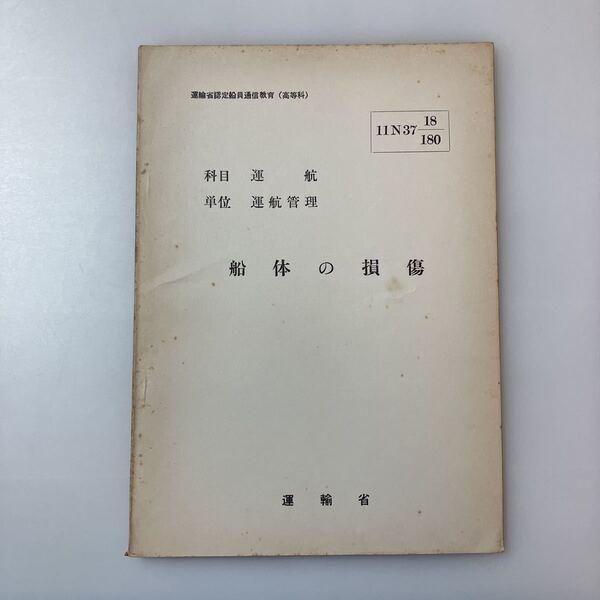 運輸省認定船員通信教育（高等科）
11N37 18/180
科目 運 航
単位 運航管理
船体の損傷
運輸省